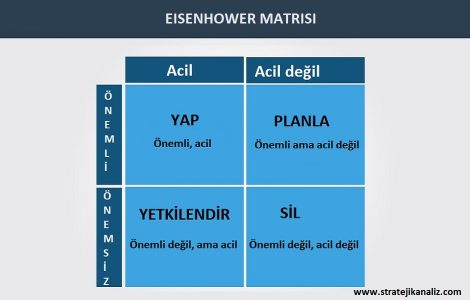 EISENHOWER MATRISI
Acil
Acil değil
ÖNEMLİ
YAP
Önemli, acil
PLANLA
Önemli ama acil değil
ÖNEMSİZ
YETKİLENDİR
Önemli değil, ama acil
SİL
Önemli değil, acil değil
www.stratejikanaliz.com